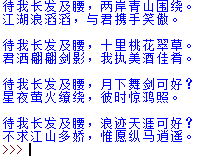 待我长发及腰，两岸青山围绕。
江湖浪滔滔，与君携手笑傲。
待我长发及腰，十里桃花翠草。
君洒翩翩剑影，我执美酒佳肴。
待我长发及腰，月下舞剑可好？
星夜萤火缭绕，彼时惊鸿照。
待我长发及腰，浪迹天涯可好？
不求江山多娇，惟愿纵马逍遥。
>>>